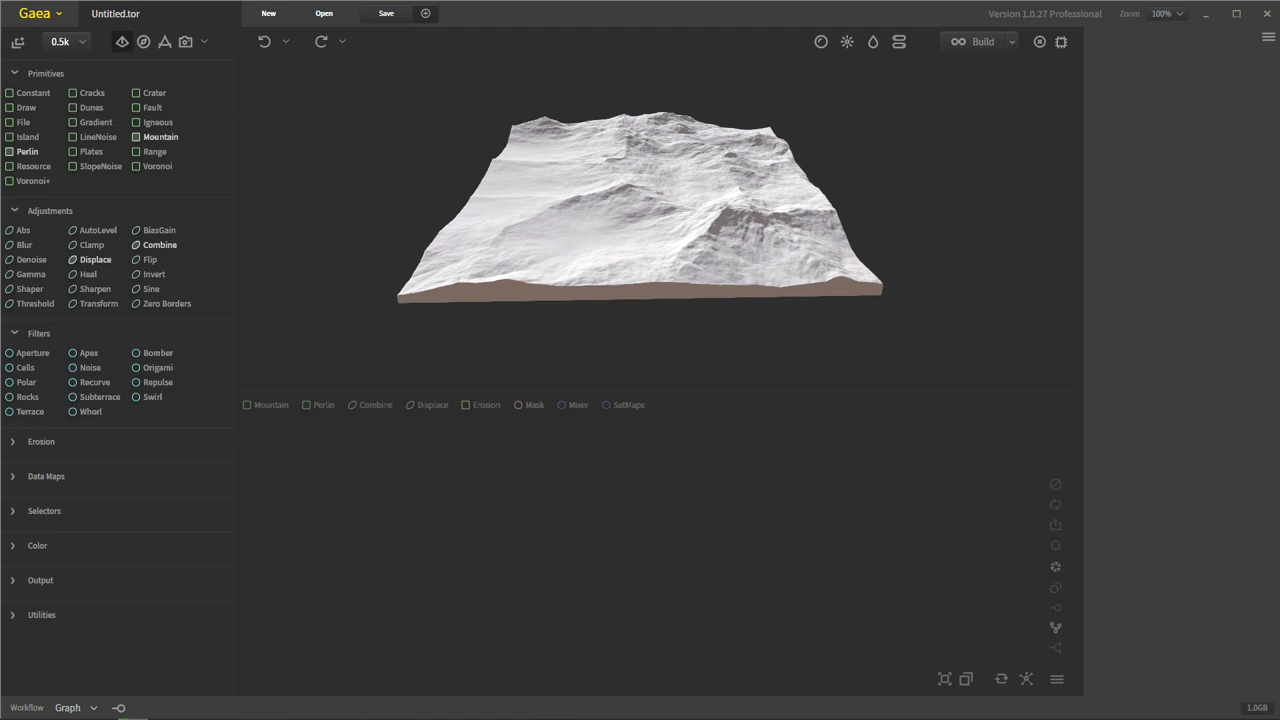 Gaea Untitled.tor New Open Save Version 1.0.27 Professional Zoom 100%
0.5k Build
Primitives
Constant Cracks Crater
Draw Dunes Fault
File Gradient Igneous
Island LineNoise Mountain
Perlin Plates Range
Resource SlopeNoise Voronoi
Voronoi+
Adjustments
Abs AutoLevel BiasGain
Blur Clamp Combine
Denoise Displace Flip
Gamma Heal Invert
Shaper Sharpen Sine
Threshold Transform Zero Borders
Filters
Aperture Apex Bomber
Cells Noise Origami
Polar Recurve Repulse
Rocks Subterrace Swirl
Terrace Whorl
Mountain Perlin Combine Displace Erosion Mask Mixer SatMaps
Erosion
Data Maps
Selectors
Color
Output
Utilities
Workflow Graph 1.0GB